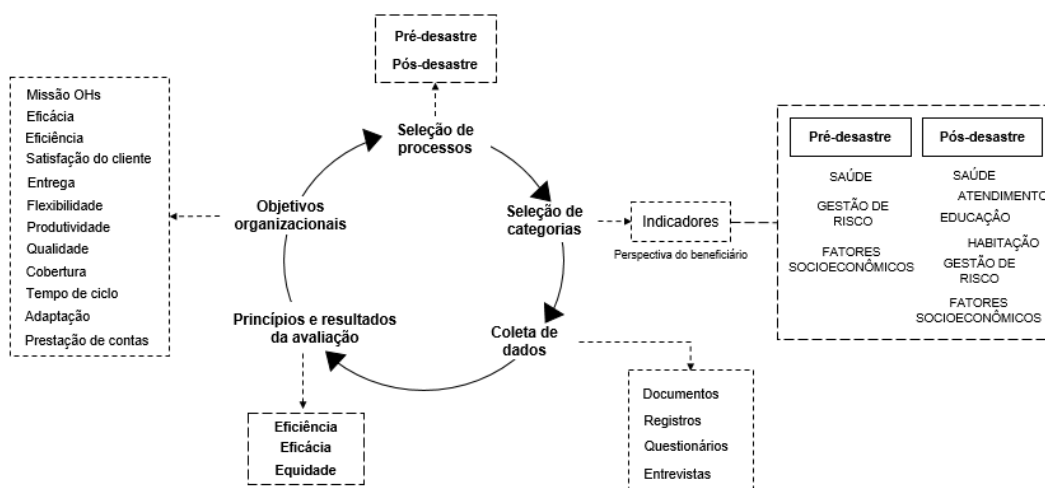 Pré-desastre
Pós-desastre
Seleção de
processos
Missão OHs
Eficácia
Eficiência
Satisfação do cliente
Entrega
Flexibilidade
Produtividade
Qualidade
Cobertura
Tempo de ciclo
Adaptação
Prestação de contas
Objetivos
organizacionais
Seleção de
categorias
Indicadores
Perspectiva do beneficiário
Pré-desastre
SAÚDE
GESTÃO DE
RISCO
FATORES
SOCIOECONÔMICOS
Pós-desastre
SAÚDE
ATENDIMENTO
EDUCAÇÃO
HABITAÇÃO
GESTÃO DE
RISCO
FATORES
SOCIOECONÔMICOS
Princípios e resultados
da avaliação
Coleta de
dados
Eficiência
Eficácia
Equidade
Documentos
Registros
Questionários
Entrevistas